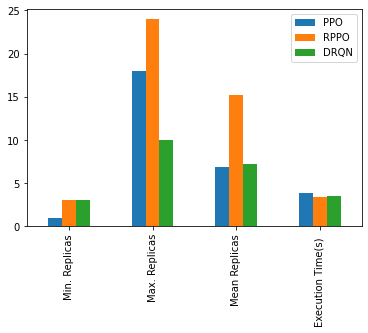 25
20
15
10
5
0
PPO
RPPO
DRQN
Min. Replicas
Max. Replicas
Mean Replicas
Execution Time(s)